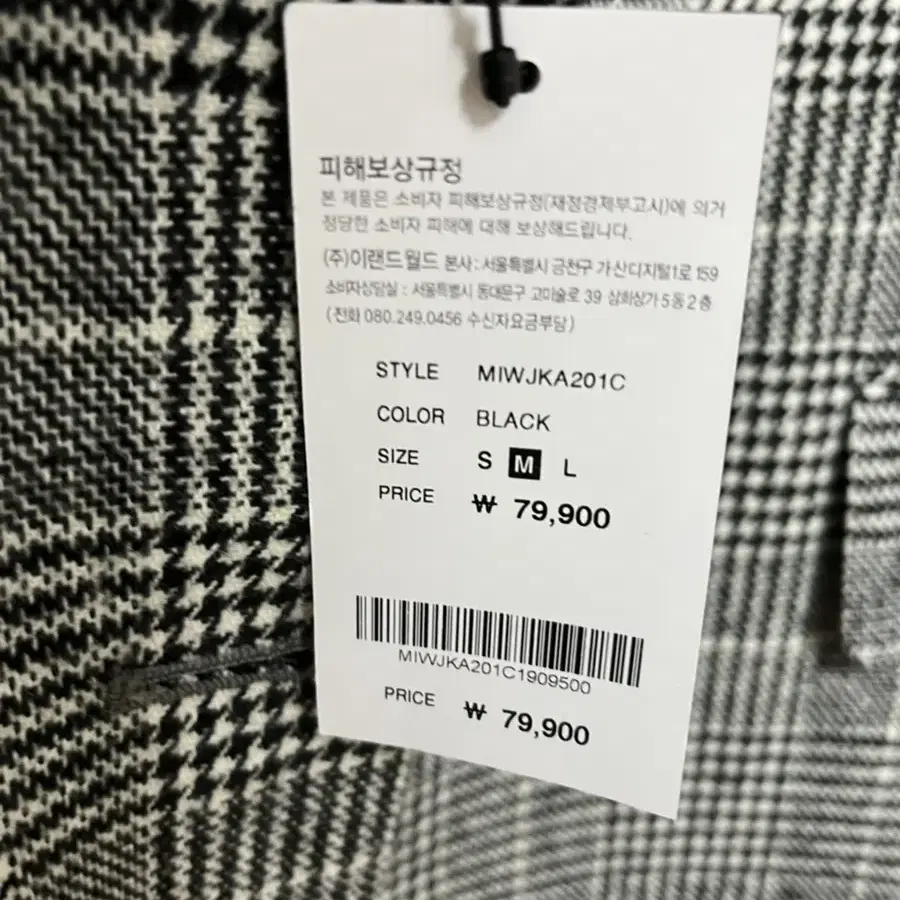 피해보상규정
본 제품은 소비자 피해보상규정(재정경제부고시)에 의거
정당한 소비자 피해에 대해 보상해드립니다.
(주)이랜드월드 본사 : 서울특별시 금천구 가산디지털1로 159
소비자상담실 : 서울특별시 동대문구 고미술로 39 삼희상가 5동 2층
(전화 080.249.0456 수신자요금부담)
STYLE MIWJKA201C
COLOR BLACK
SIZE S M L
PRICE ₩ 79,900
MIWJKA201C1909500
PRICE ₩ 79,900